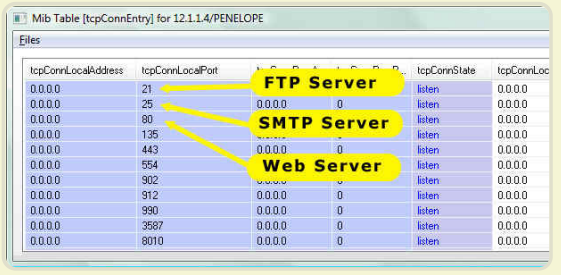 Mib Table [tcpConnEntry] for 12.1.1.4/PENELOPE
Files
tcpConnLocalAddress tcpConnLocalPort tcpConnState tcpConnLoc
FTP Server
0.0.0.0 21 listen 0.0.0.0
0.0.0.0 25 0.0.0.0 0 listen 0.0.0.0
SMTP Server
0.0.0.0 80 listen 0.0.0.0
0.0.0.0 135 listen 0.0.0.0
0.0.0.0 443 0.0.0.0 0 listen 0.0.0.0
Web Server
0.0.0.0 554 listen 0.0.0.0
0.0.0.0 902 listen 0.0.0.0
0.0.0.0 912 0.0.0.0 0 listen 0.0.0.0
0.0.0.0 990 0.0.0.0 0 listen 0.0.0.0
0.0.0.0 3587 0.0.0.0 0 listen 0.0.0.0
0.0.0.0 8010 0.0.0.0 0 listen 0.0.0.0